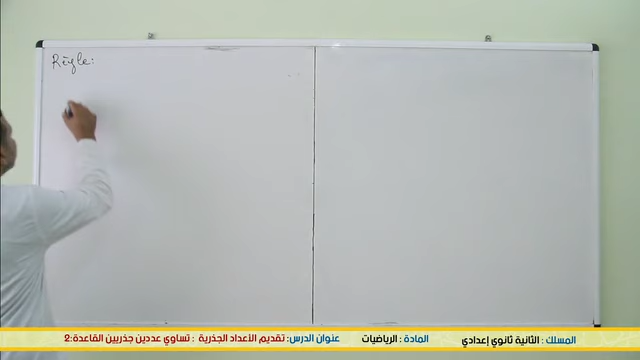 Règle:
المسلك : الثانية ثانوي إعدادي المادة : الرياضيات عنوان الدرس: تقديم الأعداد الجذرية : تساوي عددين جذريين القاعدة:2